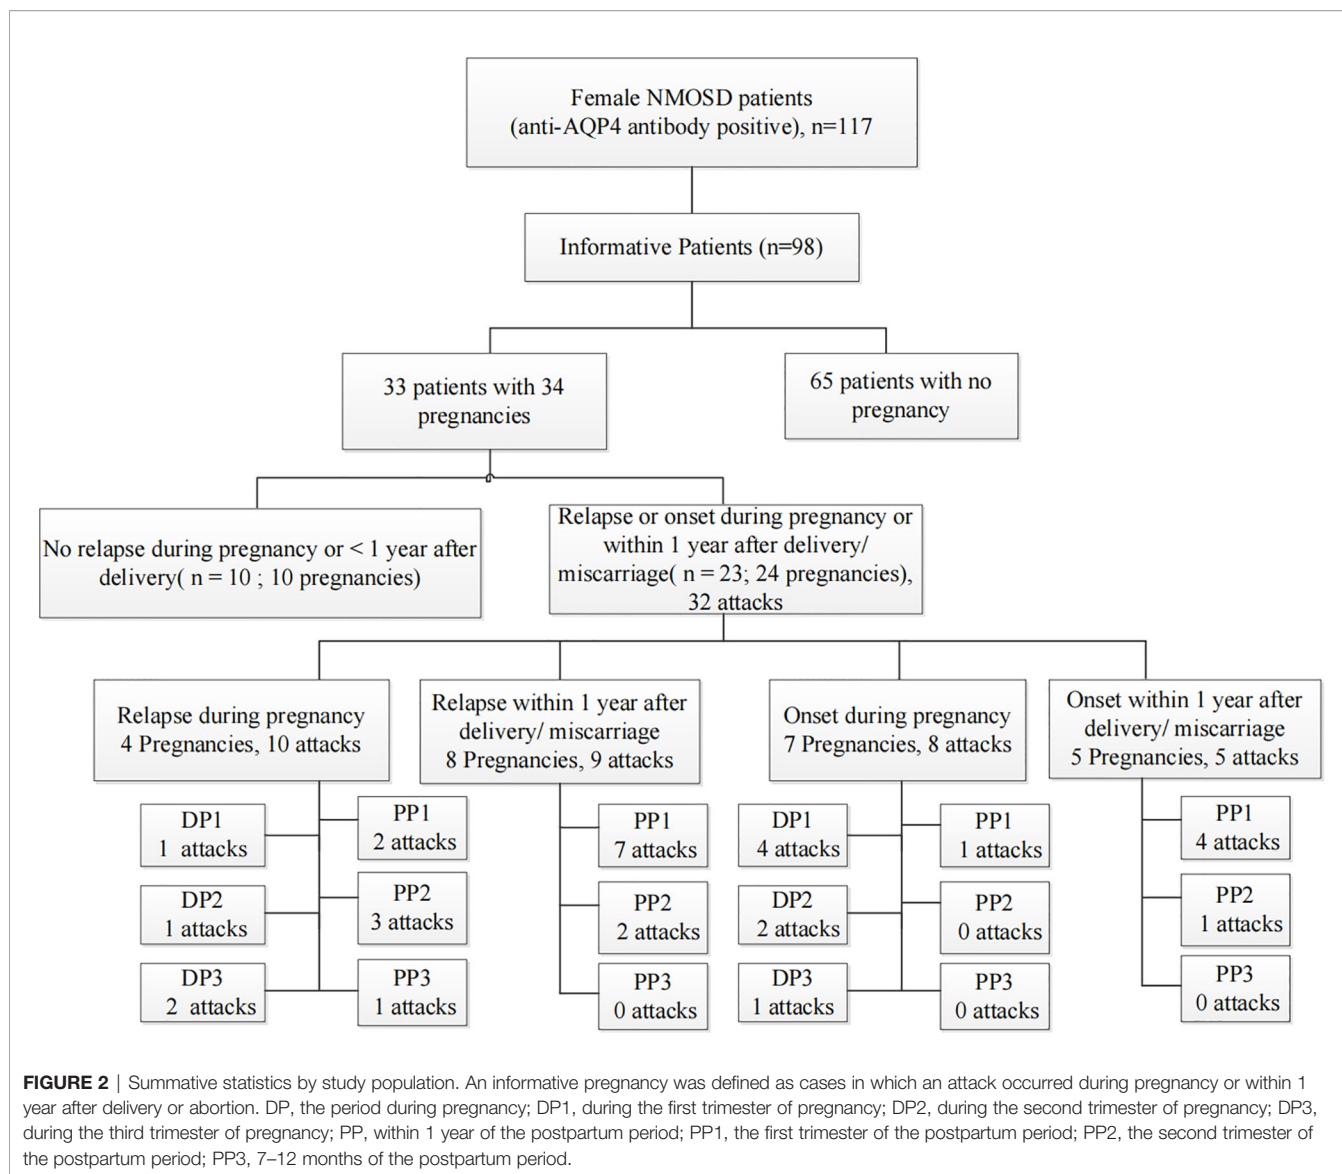 Female NMOSD patients
(anti-AQP4 antibody positive), n=117
Informative Patients (n=98)
33 patients with 34
pregnancies
65 patients with no
pregnancy
No relapse during pregnancy or < 1 year after
delivery( n = 10 ; 10 pregnancies)
Relapse or onset during pregnancy or
within 1 year after delivery/
miscarriage( n = 23; 24 pregnancies),
32 attacks
Relapse during pregnancy
4 Pregnancies, 10 attacks
Relapse within 1 year after
delivery/ miscarriage
8 Pregnancies, 9 attacks
Onset during pregnancy
7 Pregnancies, 8 attacks
Onset within 1 year after
delivery/ miscarriage
5 Pregnancies, 5 attacks
DP1
1 attacks
DP2
1 attacks
DP3
2 attacks
PP1
2 attacks
PP2
3 attacks
PP3
1 attacks
PP1
7 attacks
PP2
2 attacks
PP3
0 attacks
DP1
4 attacks
DP2
2 attacks
DP3
1 attacks
PP1
1 attacks
PP2
0 attacks
PP3
0 attacks
PP1
4 attacks
PP2
1 attacks
PP3
0 attacks
FIGURE 2 | Summative statistics by study population. An informative pregnancy was defined as cases in which an attack occurred during pregnancy or within 1
year after delivery or abortion. DP, the period during pregnancy; DP1, during the first trimester of pregnancy; DP2, during the second trimester of pregnancy; DP3,
during the third trimester of pregnancy; PP, within 1 year of the postpartum period; PP1, the first trimester of the postpartum period; PP2, the second trimester of
the postpartum period; PP3, 7–12 months of the postpartum period.